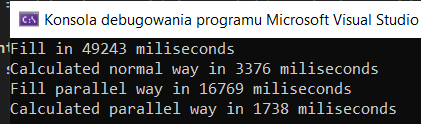 Konsola debugowania programu Microsoft Visual Studio
Fill in 49243 miliseconds
Calculated normal way in 3376 miliseconds
Fill parallel way in 16769 miliseconds
Calculated parallel way in 1738 miliseconds